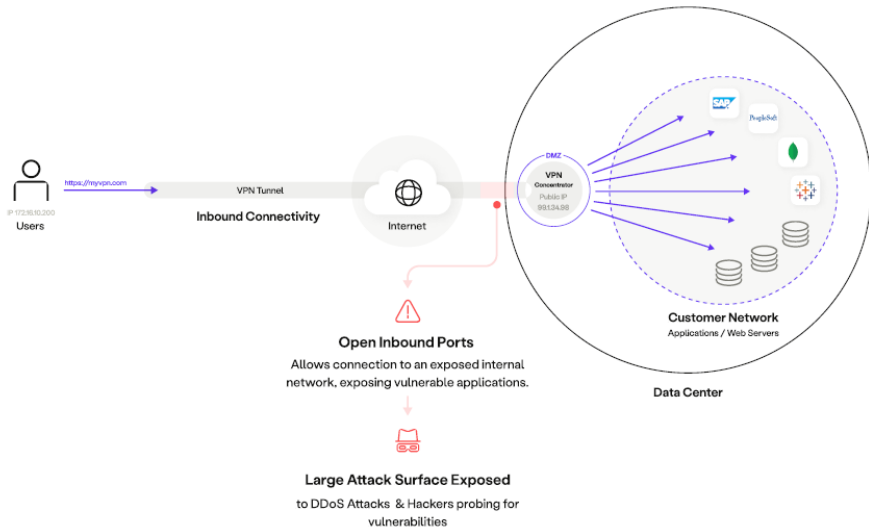 SAP
PeopleSoft
DMZ
https://myvpn.com
VPN Tunnel
VPN
Concentrator
Public IP
99.1.34.98
IP 172.16.10.200
Users
Inbound Connectivity
Internet
Customer Network
Applications / Web Servers
Open Inbound Ports
Allows connection to an exposed internal
network, exposing vulnerable applications.
Data Center
Large Attack Surface Exposed
to DDoS Attacks & Hackers probing for
vulnerabilities